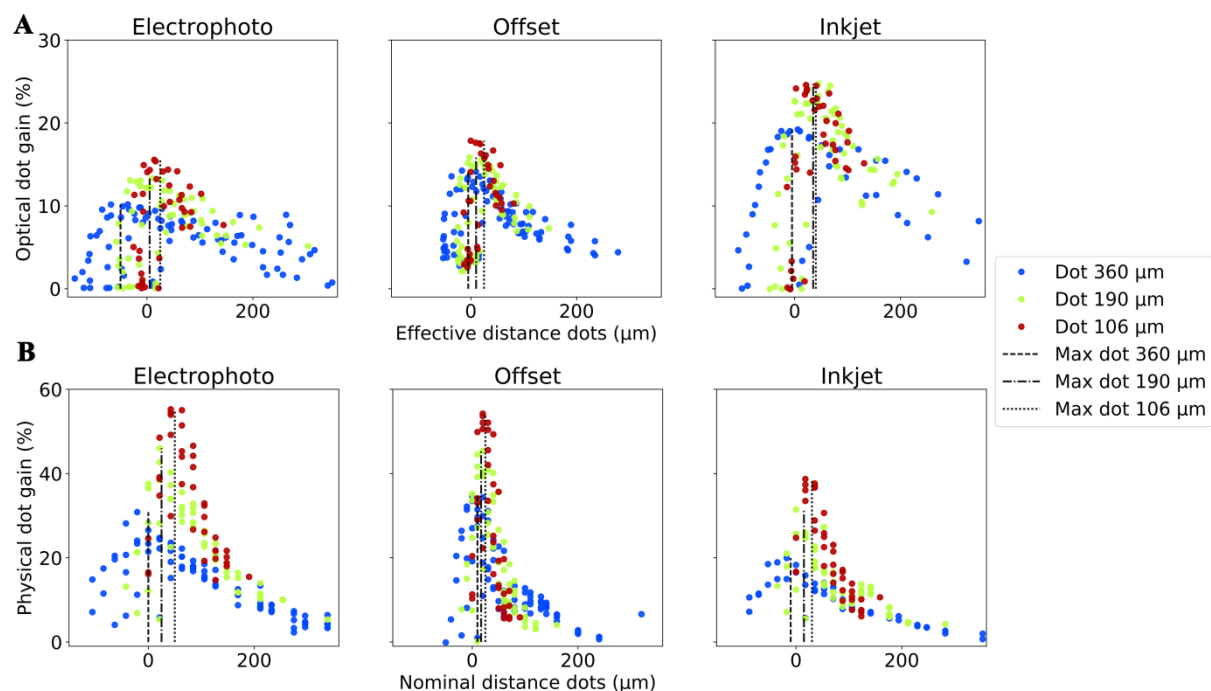 A
Electrophoto
Offset
Inkjet
Optical dot gain (%)
30
20
10
0
0
200
0
200
0
200
Effective distance dots (µm)
Dot 360 µm
Dot 190 µm
Dot 106 µm
Max dot 360 µm
Max dot 190 µm
Max dot 106 µm
B
Electrophoto
Offset
Inkjet
Physical dot gain (%)
60
40
20
0
0
200
0
200
0
200
Nominal distance dots (µm)